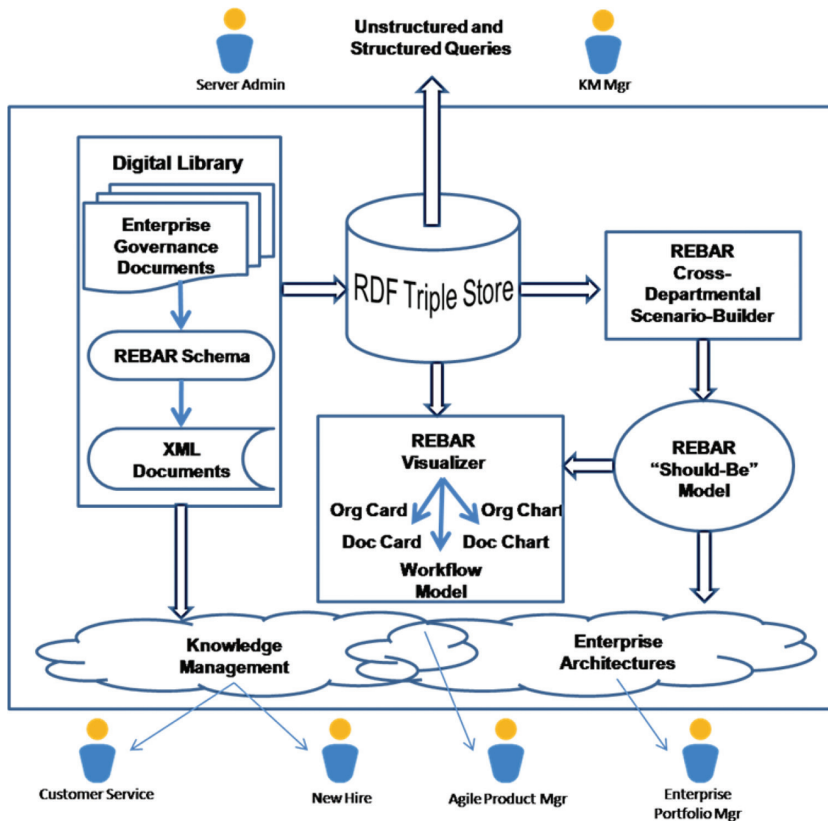 Unstructured and
Structured Queries
Server Admin
KM Mgr
Digital Library
Enterprise
Governance
Documents
REBAR Schema
XML
Documents
RDF Triple Store
REBAR
Cross-
Departmental
Scenario-Builder
REBAR
Visualizer
Org Card
Org Chart
Doc Card
Doc Chart
Workflow
Model
REBAR
“Should-Be”
Model
Knowledge
Management
Enterprise
Architectures
Customer Service
New Hire
Agile Product Mgr
Enterprise
Portfolio Mgr